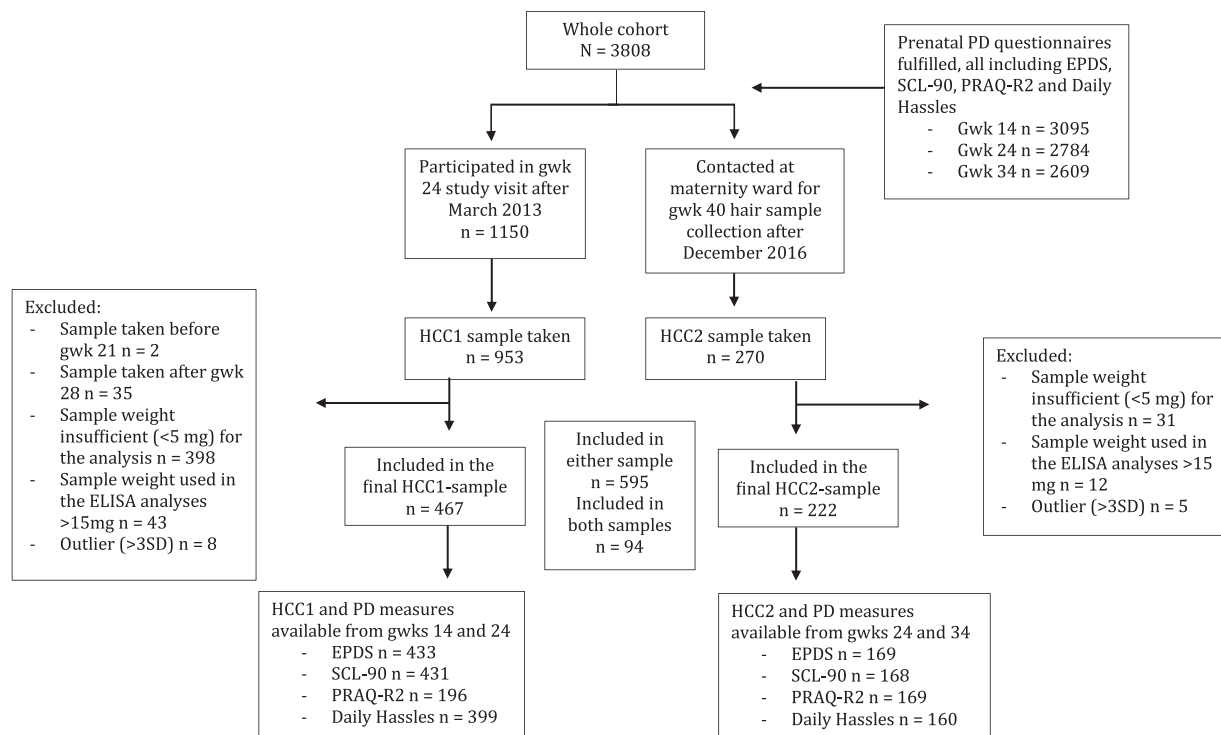 Whole cohort
N = 3808
Prenatal PD questionnaires
fulfilled, all including EPDS,
SCL-90, PRAQ-R2 and Daily
Hassles
- Gwk 14 n = 3095
- Gwk 24 n = 2784
- Gwk 34 n = 2609
Participated in gwk
24 study visit after
March 2013
n = 1150
Contacted at
maternity ward for
gwk 40 hair sample
collection after
December 2016
Excluded:
- Sample taken before
gwk 21 n = 2
- Sample taken after gwk
28 n = 35
- Sample weight
insufficient (<5 mg) for
the analysis n = 398
- Sample weight used in
the ELISA analyses
>15mg n = 43
- Outlier (>3SD) n = 8
HCC1 sample taken
n = 953
HCC2 sample taken
n = 270
Excluded:
- Sample weight
insufficient (<5 mg) for
the analysis n = 31
- Sample weight used in
the ELISA analyses >15
mg n = 12
- Outlier (>3SD) n = 5
Included in the
final HCC1-sample
n = 467
Included in
either sample
n = 595
Included in
both samples
n = 94
Included in the
final HCC2-sample
n = 222
HCC1 and PD measures
available from gwks 14 and 24
- EPDS n = 433
- SCL-90 n = 431
- PRAQ-R2 n = 196
- Daily Hassles n = 399
HCC2 and PD measures
available from gwks 24 and 34
- EPDS n = 169
- SCL-90 n = 168
- PRAQ-R2 n = 169
- Daily Hassles n = 160